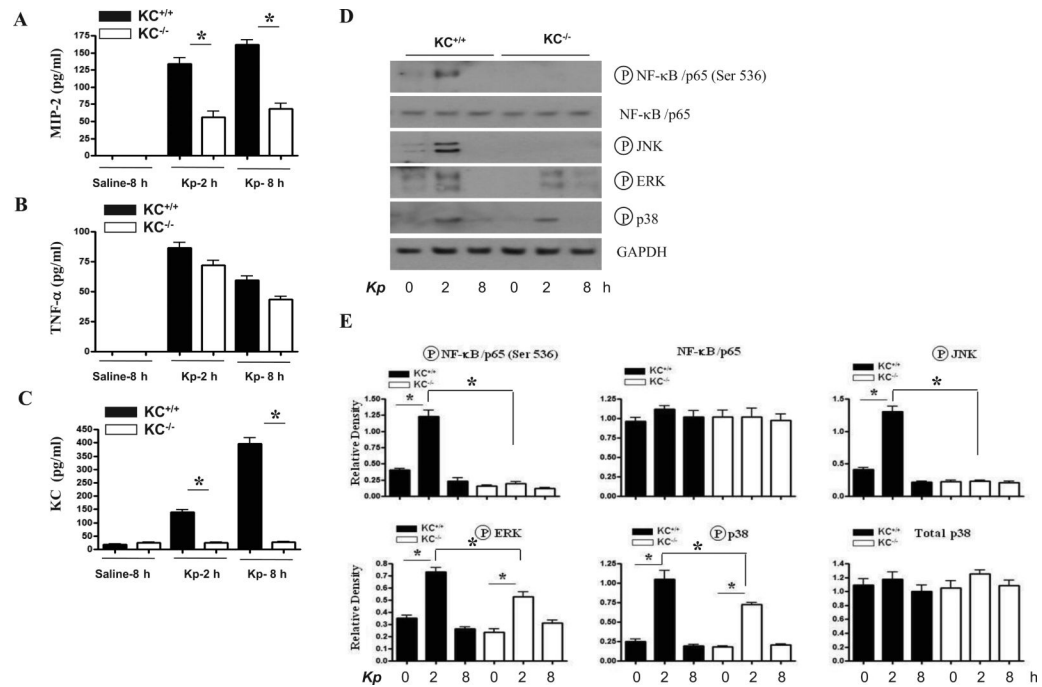 A
KC+/+
KC-/-
*
*
MIP-2 (pg/ml)
175
150
125
100
75
50
25
0
Saline-8 h
Kp-2 h
Kp- 8 h
B
KC+/+
KC-/-
TNF-α (pg/ml)
100
75
50
25
0
Saline-8 h
Kp-2 h
Kp- 8 h
C
KC+/+
KC-/-
*
*
KC (pg/ml)
450
400
350
300
250
200
150
100
50
0
Saline-8 h
Kp-2 h
Kp- 8 h
D
KC+/+
KC-/-
Ⓟ NF-κB /p65 (Ser 536)
NF-κB /p65
Ⓟ JNK
Ⓟ ERK
Ⓟ p38
GAPDH
Kp 0 2 8 0 2 8 h
E
Ⓟ NF-κB/p65 (Ser 536)
KC+/+
KC-/-
*
*
Relative Density
1.50
1.25
1.00
0.75
0.50
0.25
0.00
NF-κB/p65
KC+/+
KC-/-
1.25
1.00
0.75
0.50
0.25
0.00
Ⓟ JNK
KC+/+
KC-/-
*
*
1.5
1.0
0.5
0.0
Ⓟ ERK
KC+/+
KC-/-
*
*
*
Relative Density
0.8
0.7
0.6
0.5
0.4
0.3
0.2
0.1
0.0
Kp 0 2 8 0 2 8
Ⓟ p38
KC+/+
KC-/-
*
*
*
1.25
1.00
0.75
0.50
0.25
0.00
0 2 8 0 2 8
Total p38
KC+/+
KC-/-
1.4
1.2
1.0
0.8
0.6
0.4
0.2
0.0
0 2 8 0 2 8 h